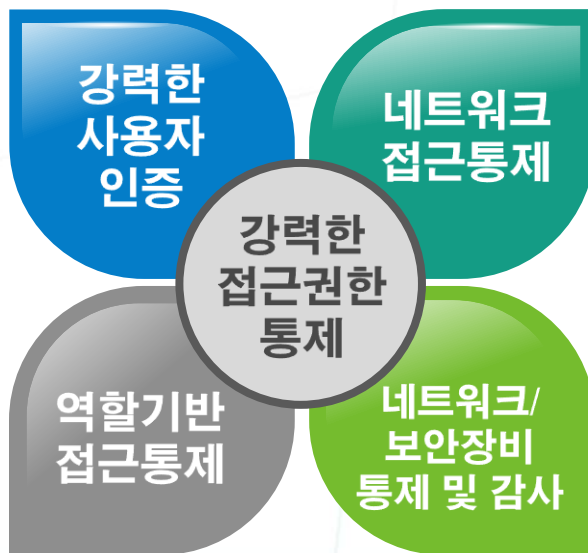 강력한
사용자
인증
네트워크
접근통제
강력한
접근권한
통제
역할기반
접근통제
네트워크/
보안장비
통제 및 감사